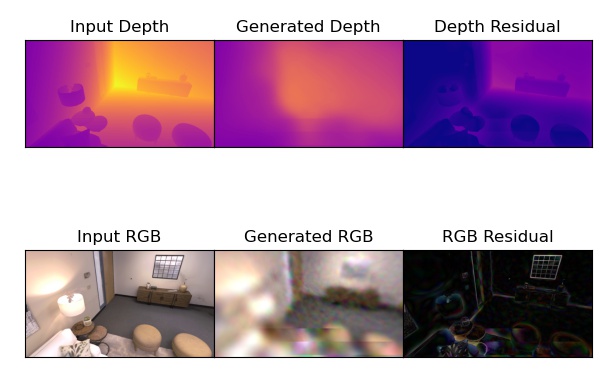 Input Depth
Generated Depth
Depth Residual
Input RGB
Generated RGB
RGB Residual